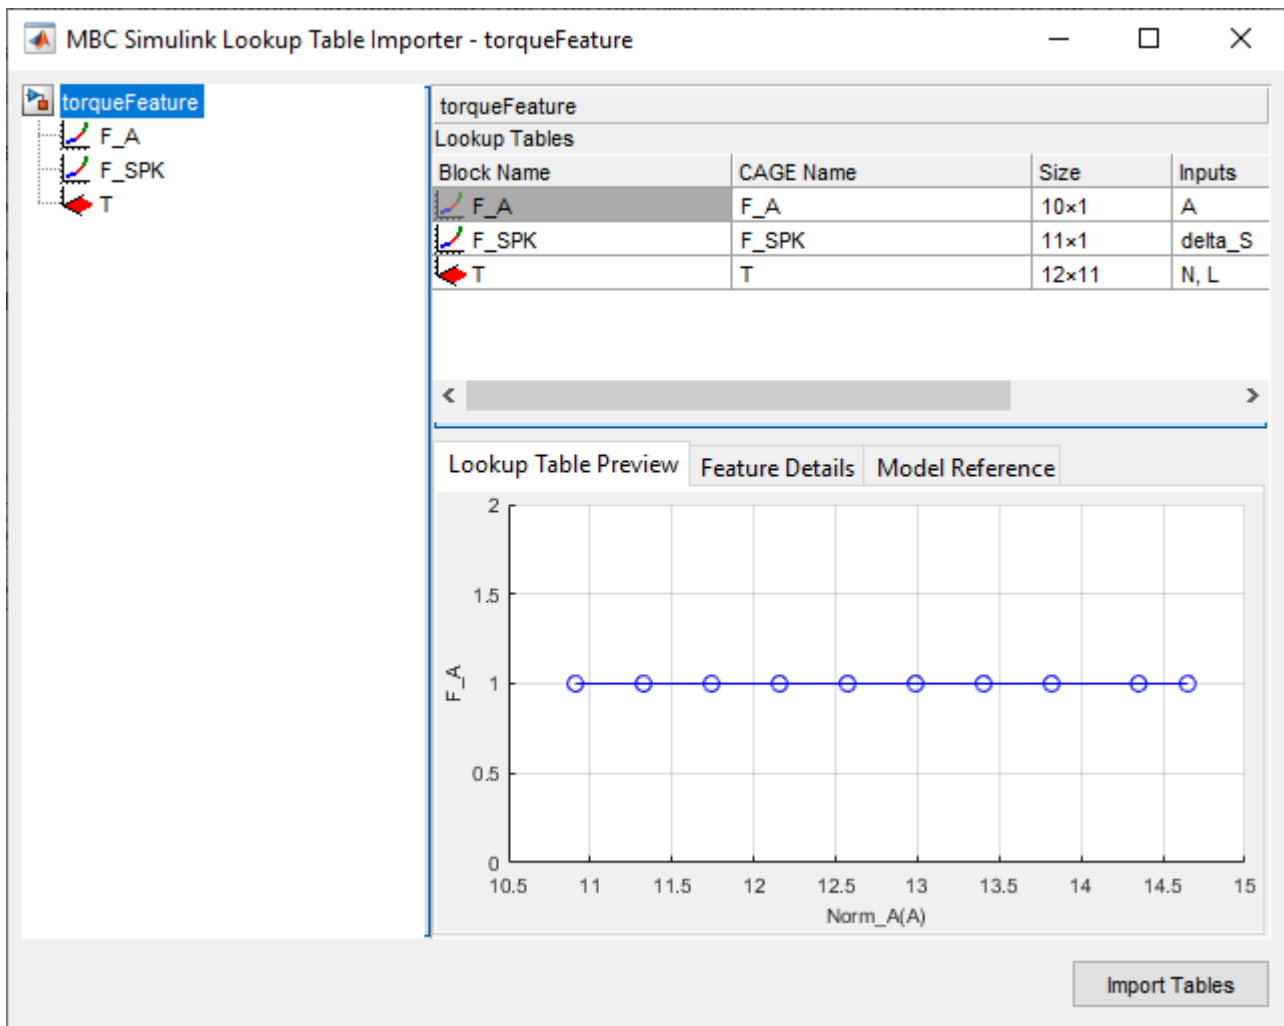 MBC Simulink Lookup Table Importer - torqueFeature
torqueFeature
F_A
F_SPK
T
torqueFeature
Lookup Tables
Block Name CAGE Name Size Inputs
F_A F_A 10×1 A
F_SPK F_SPK 11×1 delta_S
T T 12×11 N, L
Lookup Table Preview Feature Details Model Reference
2
1.5
1
0.5
0
F_A
10.5 11 11.5 12 12.5 13 13.5 14 14.5 15
Norm_A(A)
Import Tables